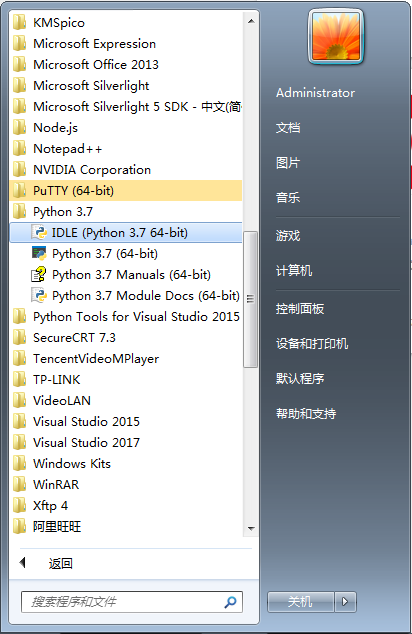 KMSpico
Microsoft Expression
Microsoft Office 2013
Microsoft Silverlight
Microsoft Silverlight 5 SDK - 中文(简
Node.js
Notepad++
NVIDIA Corporation
PuTTY (64-bit)
Python 3.7
IDLE (Python 3.7 64-bit)
Python 3.7 (64-bit)
Python 3.7 Manuals (64-bit)
Python 3.7 Module Docs (64-bit)
Python Tools for Visual Studio 2015
SecureCRT 7.3
TencentVideoMPlayer
TP-LINK
VideoLAN
Visual Studio 2015
Visual Studio 2017
Windows Kits
WinRAR
Xftp 4
阿里旺旺
返回
搜索程序和文件
Administrator
文档
图片
音乐
游戏
计算机
控制面板
设备和打印机
默认程序
帮助和支持
关机